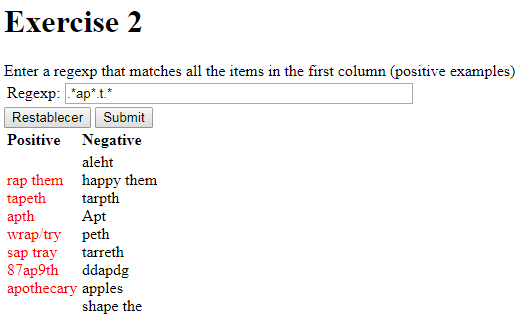 Exercise 2
Enter a regexp that matches all the items in the first column (positive examples)
Regexp: .*ap*.t.*
Restablecer Submit
Positive Negative
aleht
rap them happy them
tapeth tarpth
apth Apt
wrap/try peth
sap tray tarreth
87ap9th ddapdg
apothecary apples
shape the